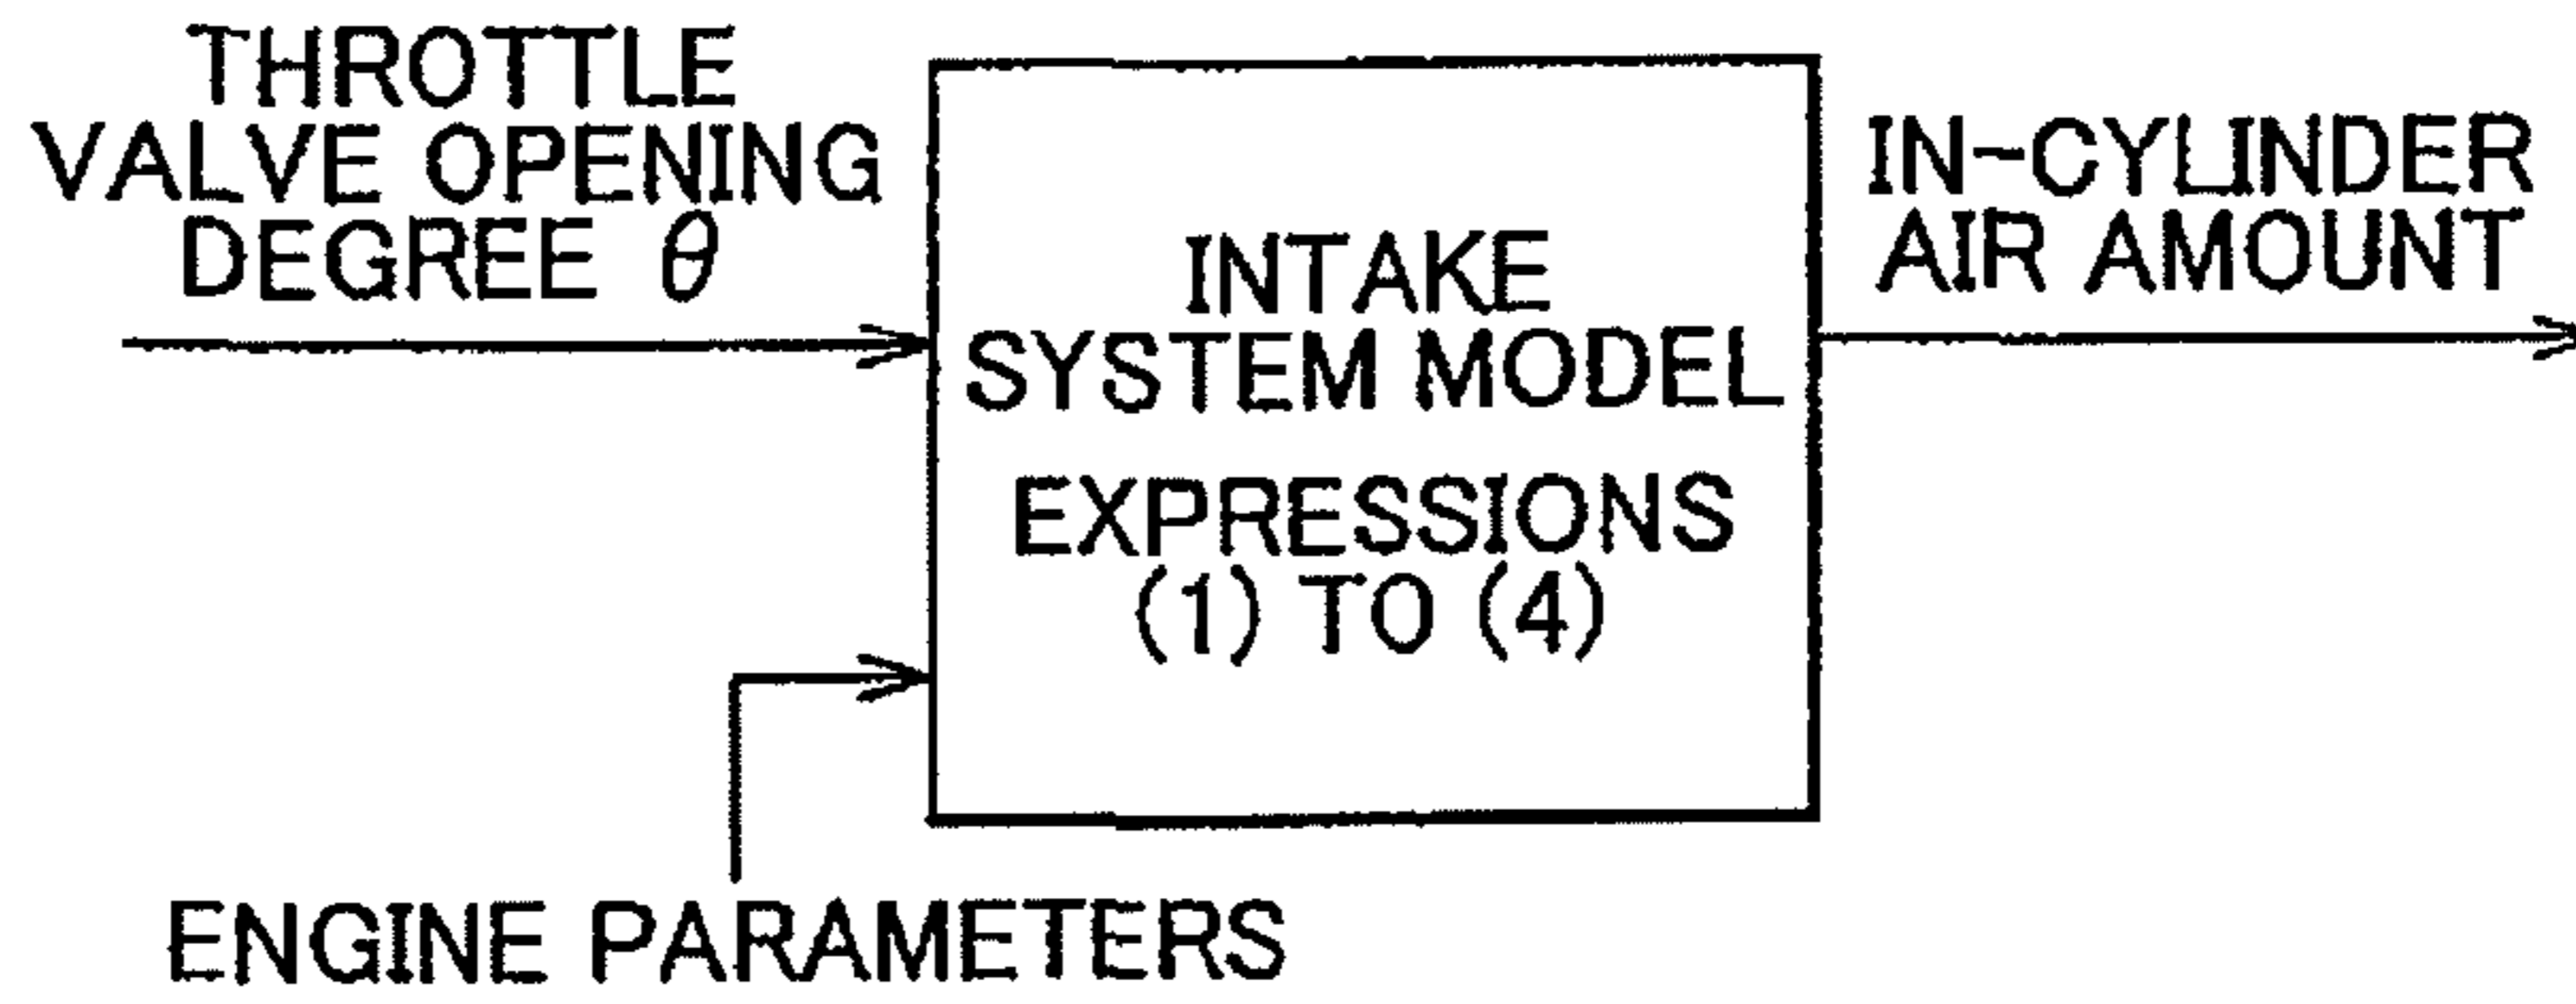 THROTTLE
VALVE OPENING
DEGREE θ
INTAKE
SYSTEM MODEL
EXPRESSIONS
(1) TO (4)
IN-CYLINDER
AIR AMOUNT
ENGINE PARAMETERS